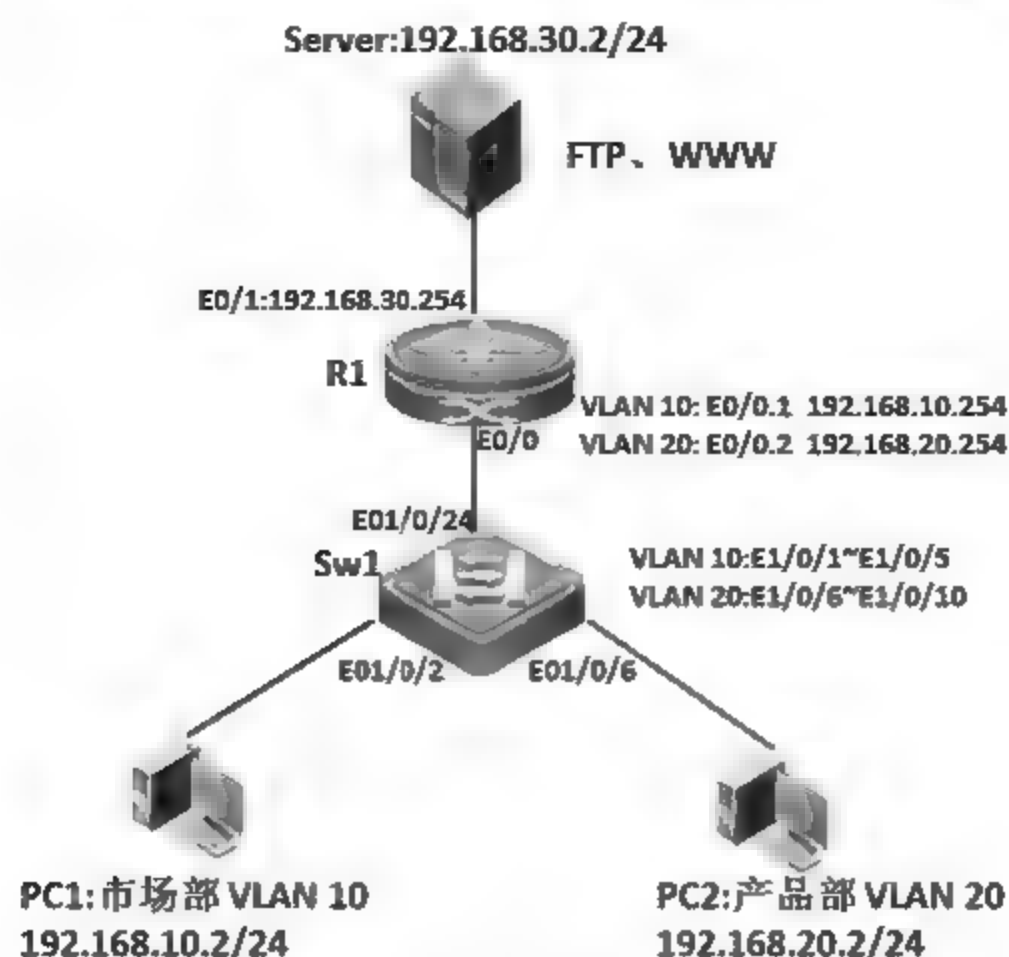 Server:192.168.30.2/24
FTP、WWW
E0/1:192.168.30.254
R1
VLAN 10: E0/0.1 192.168.10.254
E0/0
VLAN 20: E0/0.2 192.168.20.254
E01/0/24
Sw1
VLAN 10:E1/0/1~E1/0/5
VLAN 20:E1/0/6~E1/0/10
E01/0/2
E01/0/6
PC1:市场部 VLAN 10
192.168.10.2/24
PC2:产品部 VLAN 20
192.168.20.2/24